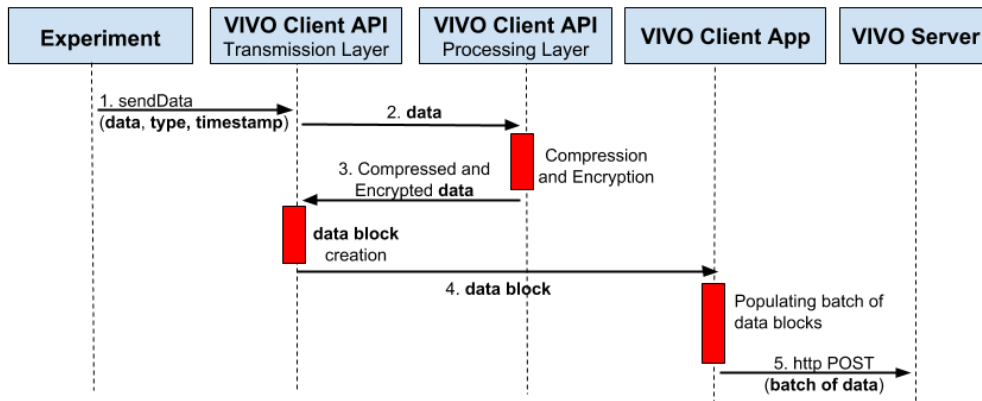 Experiment
VIVO Client API
Transmission Layer
VIVO Client API
Processing Layer
VIVO Client App
VIVO Server
1. sendData
(data, type, timestamp)
2. data
Compression
and Encryption
3. Compressed and
Encrypted data
data block
creation
4. data block
Populating batch of
data blocks
5. http POST
(batch of data)